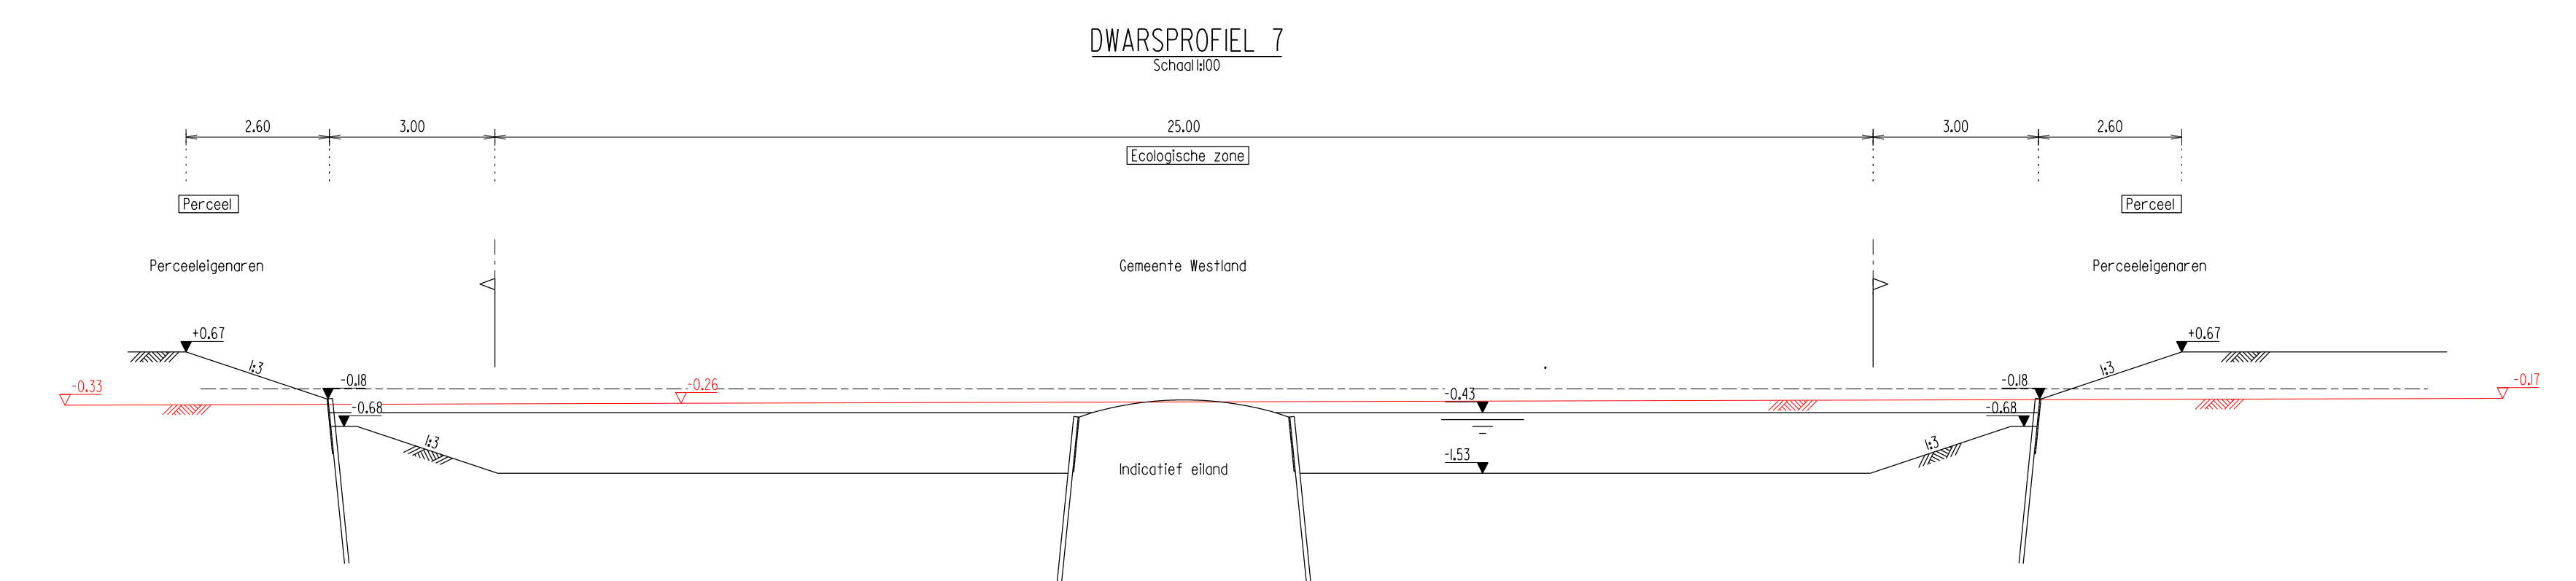 DWARSPROFIEL 7
Schaal 1:100
2.60 3.00 25.00 3.00 2.60
Ecologische zone
Perceel Perceel
Perceeleigenaren Gemeente Westland Perceeleigenaren
+0.67 +0.67
1:3 1:3
-0.33 -0.18 -0.26 -0.18 -0.17
-0.43
-0.68 -0.68
1:3 1:3
-1.53
Indicatief eiland